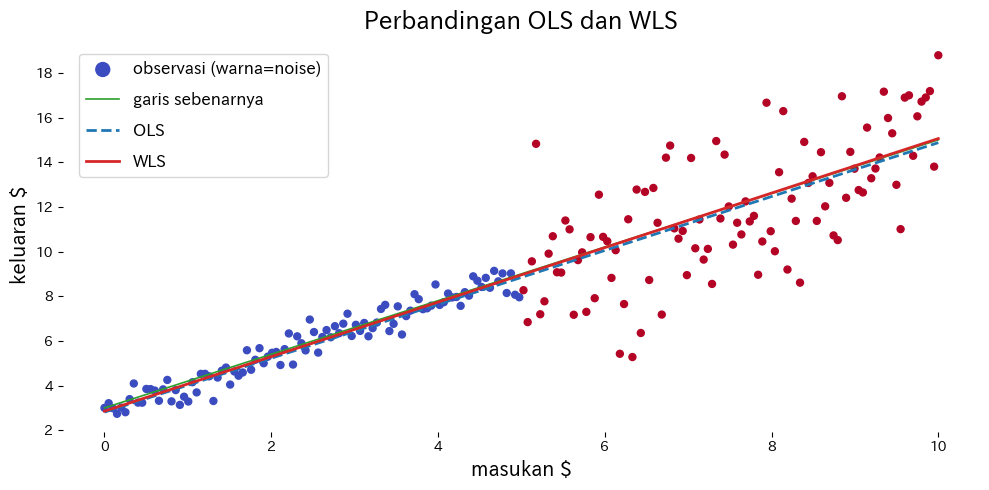 Perbandingan OLS dan WLS
observasi (warna=noise)
garis sebenarnya
OLS
WLS
keluaran $
18
16
14
12
10
8
6
4
2
0 2 4 6 8 10
masukan $